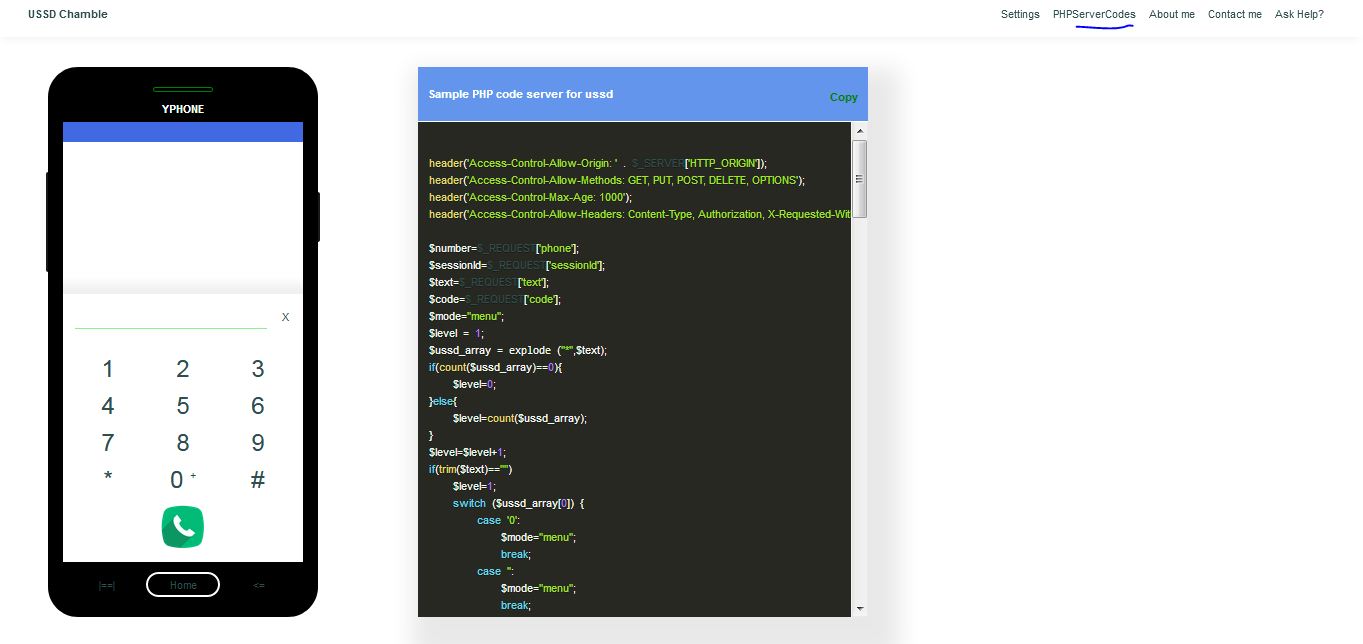 USSD Chamble
Settings PHPServerCodes About me Contact me Ask Help?
YPHONE
X
1 2 3
4 5 6
7 8 9
* 0 + #
|==| Home <=
Sample PHP code server for ussd
Copy
header('Access-Control-Allow-Origin: ' . $_SERVER['HTTP_ORIGIN']);
header('Access-Control-Allow-Methods: GET, PUT, POST, DELETE, OPTIONS');
header('Access-Control-Max-Age: 1000');
header('Access-Control-Allow-Headers: Content-Type, Authorization, X-Requested-Wit
$number=$_REQUEST['phone'];
$sessionId=$_REQUEST['sessionId'];
$text=$_REQUEST['text'];
$code=$_REQUEST['code'];
$mode="menu";
$level = 1;
$ussd_array = explode ("*",$text);
if(count($ussd_array)==0){
$level=0;
}else{
$level=count($ussd_array);
}
$level=$level+1;
if(trim($text)=="")
$level=1;
switch ($ussd_array[0]) {
case '0':
$mode="menu";
break;
case '':
$mode="menu";
break;